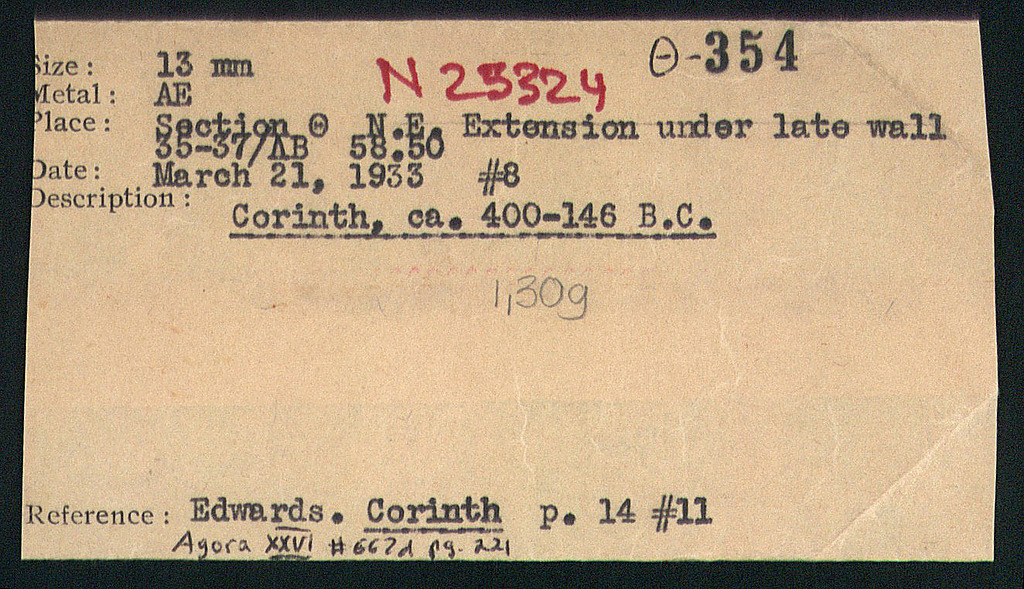 Θ-354
Size: 13 mm
N 25324
Metal: AE
Place: Section Θ N.E. Extension under late wall
35-37/ΛB 58.50
Date: March 21, 1933 #8
Description:
Corinth, ca. 400-146 B.C.
1,30g
Reference: Edwards. Corinth p. 14 #11
Agora XXVI #667d pg. 221